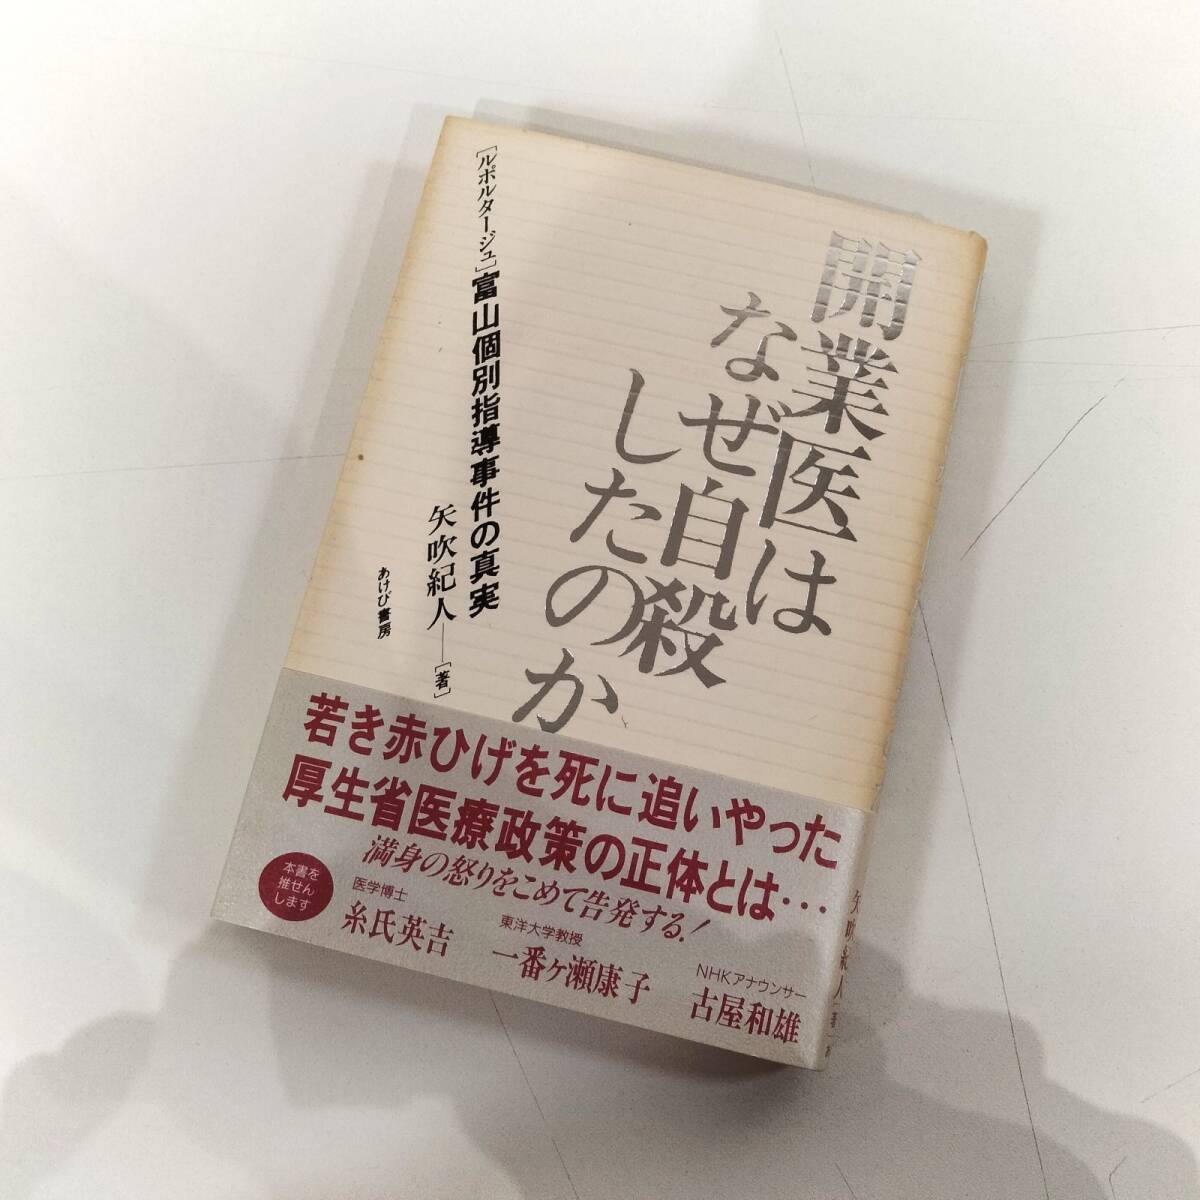 開業医は
なぜ自殺
したのか
[ルポルタージュ]富山個別指導事件の真実
矢吹紀人―[著]
あけび書房
若き赤ひげを死に追いやった
厚生省医療政策の正体とは…
満身の怒りをこめて告発する!
本書を
推せん
します
医学博士
糸氏英吉
東洋大学教授
一番ヶ瀬康子
NHKアナウンサー
古屋和雄
矢吹紀人 著